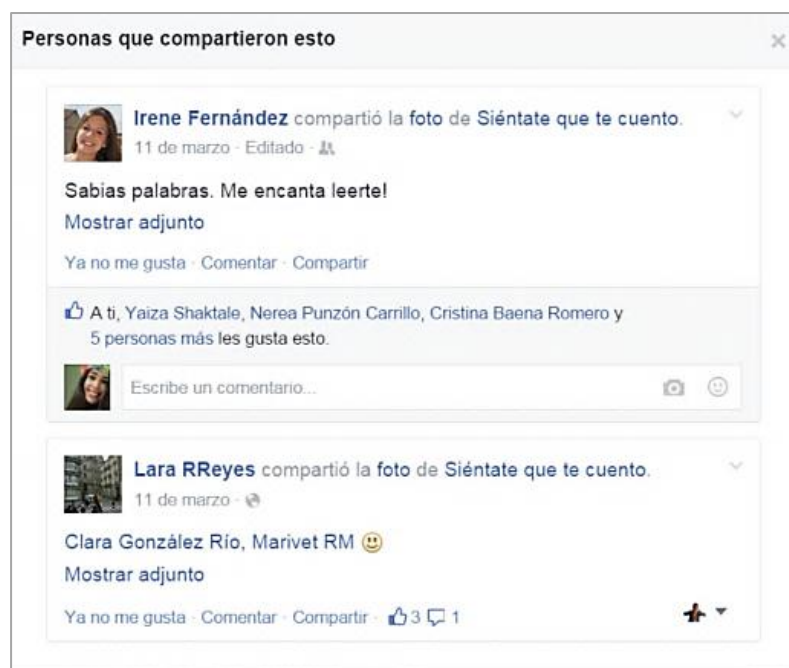 Personas que compartieron esto
Irene Fernández compartió la foto de Siéntate que te cuento.
11 de marzo · Editado ·
Sabias palabras. Me encanta leerte!
Mostrar adjunto
Ya no me gusta · Comentar · Compartir
A ti, Yaiza Shaktale, Nerea Punzón Carrillo, Cristina Baena Romero y
5 personas más les gusta esto.
Escribe un comentario...
Lara RReyes compartió la foto de Siéntate que te cuento.
11 de marzo ·
Clara González Río, Marivet RM
Mostrar adjunto
Ya no me gusta · Comentar · Compartir · 3 1